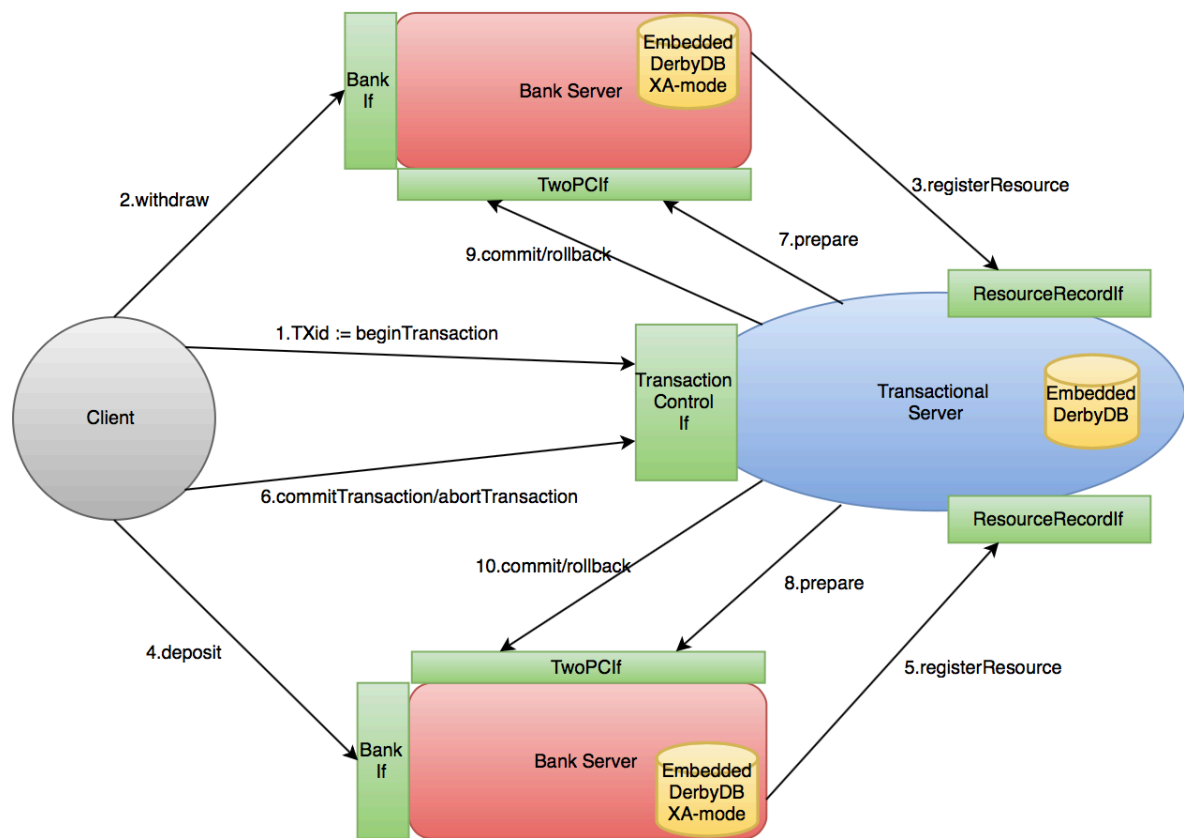 Embedded
DerbyDB
XA-mode
Bank
If
Bank Server
TwoPCIf
2.withdraw
3.registerResource
7.prepare
9.commit/rollback
ResourceRecordIf
1.TXid := beginTransaction
Transaction
Control
If
Transactional
Server
Embedded
DerbyDB
Client
6.commitTransaction/abortTransaction
ResourceRecordIf
10.commit/rollback
8.prepare
4.deposit
TwoPCIf
5.registerResource
Bank
If
Bank Server
Embedded
DerbyDB
XA-mode